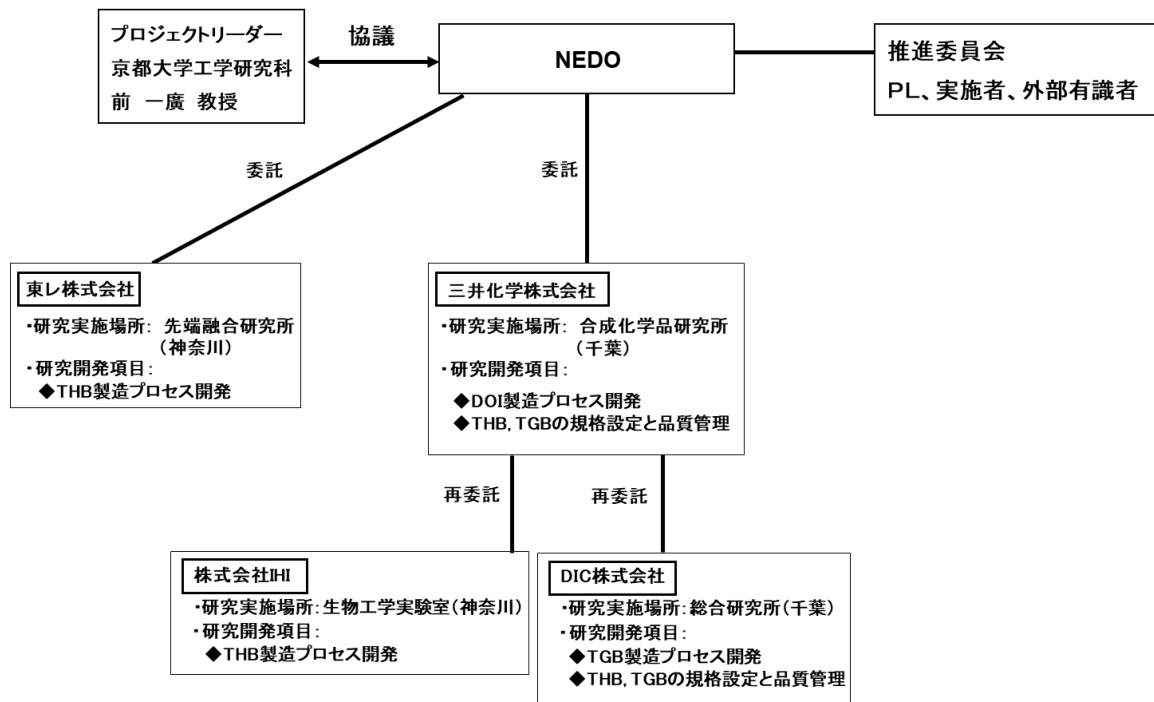 プロジェクトリーダー
京都大学工学研究科
前　一廣 教授
協議
NEDO
推進委員会
PL、実施者、外部有識者
委託
委託
東レ株式会社
・研究実施場所： 先端融合研究所
（神奈川）
・研究開発項目：
◆THB製造プロセス開発
三井化学株式会社
・研究実施場所： 合成化学品研究所
（千葉）
・研究開発項目：
◆DOI製造プロセス開発
◆THB, TGBの規格設定と品質管理
再委託
再委託
株式会社IHI
・研究実施場所：生物工学実験室（神奈川）
・研究開発項目：
◆THB製造プロセス開発
DIC株式会社
・研究実施場所：総合研究所（千葉）
・研究開発項目：
◆TGB製造プロセス開発
◆THB, TGBの規格設定と品質管理